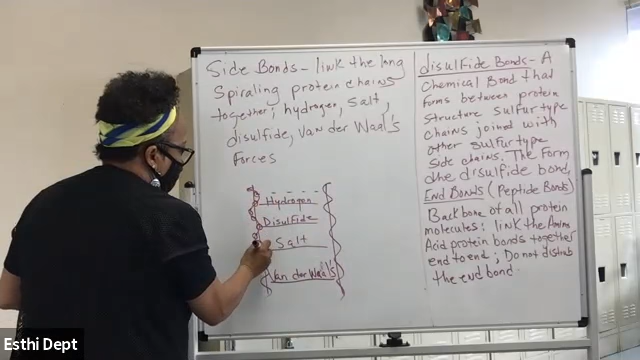 Side Bonds - link the long
Spiraling protein chains
together; hydrogen, salt,
disulfide, Van der Waal's
Forces
Hydrogen
Disulfide
Salt
Van der Waal's
disulfide Bonds - A
Chemical Bond that
Forms between protein
structure sulfur type
chains joined with
other sulfur type
side chains. The form
the disulfide bond,
End Bonds (Peptide Bonds)
Backbone of all protein
molecules; link the Amino
Acid protein bonds together
end to end; Do not disturb
the end bond
Esthi Dept